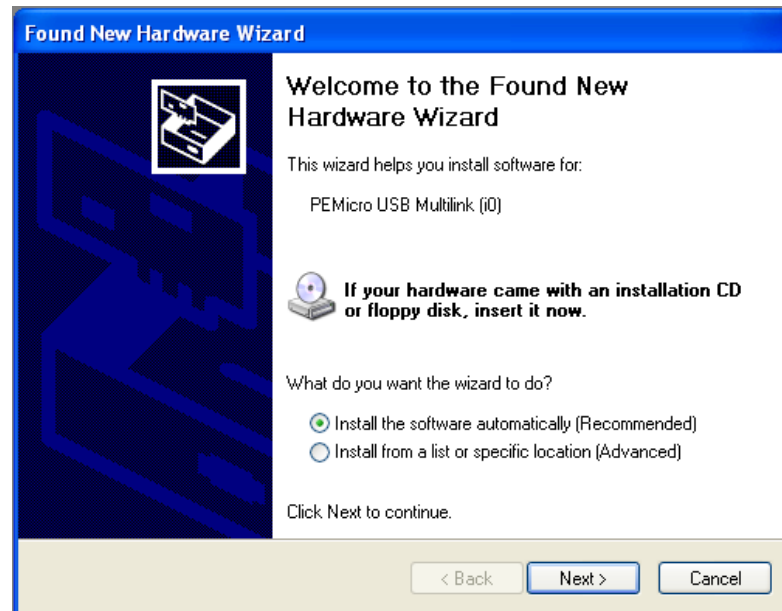 Found New Hardware Wizard
Welcome to the Found New
Hardware Wizard
This wizard helps you install software for:
PEMicro USB Multilink (i0)
If your hardware came with an installation CD
or floppy disk, insert it now.
What do you want the wizard to do?
Install the software automatically (Recommended)
Install from a list or specific location (Advanced)
Click Next to continue.
< Back Next > Cancel